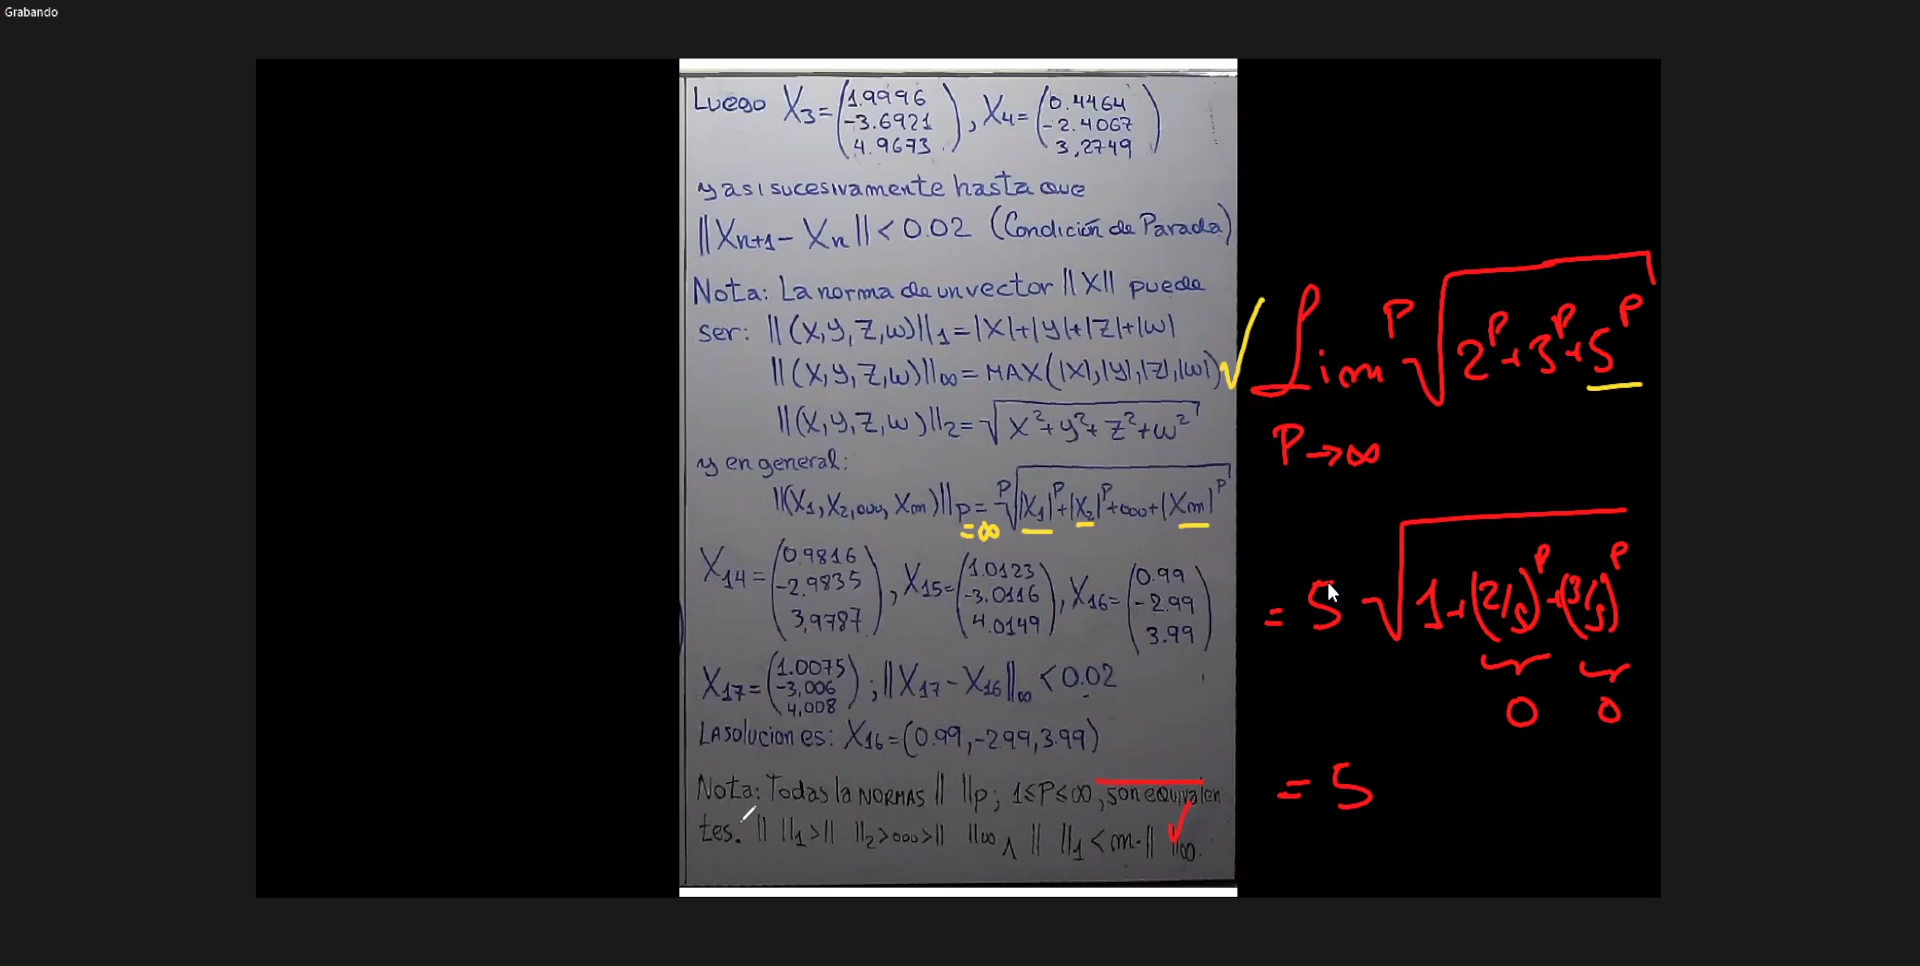 Grabando
Luego X3 = (1.9996, -3.6921, 4.9673), X4 = (0.4464, -2.4067, 3,2749)
y asi sucesivamente hasta que
||Xn+1 - Xn|| < 0.02 (Condición de Parada)
Nota: La norma de un vector ||X|| puede
ser: ||(X,Y,Z,W)||1 = |X|+|Y|+|Z|+|W|
||(X,Y,Z,W)||∞ = MAX(|X|,|Y|,|Z|,|W|) ✓
||(X,Y,Z,W)||2 = √(X²+Y²+Z²+W²)
y en general:
||(X1,X2,ooo,Xm)||p = ᴾ√(|X1|ᴾ+|X2|ᴾ+ooo+|Xm|ᴾ)
=∞
X14 = (0.9816, -2.9835, 3,9787), X15 = (1.0123, -3.0116, 4.0149), X16 = (0.99, -2.99, 3.99)
X17 = (1.0075, -3,006, 4,008); ||X17 - X16||∞ < 0.02
La solucion es: X16 = (0.99, -2.99, 3.99)
Nota: Todas la NORMAS || ||p; 1≤P≤∞, son equivalen
tes. || ||1 > || ||2 > ooo > || ||∞ ∧ || ||1 < m·|| ||∞.
Lim ᴾ√(2ᴾ+3ᴾ+5ᴾ)
P→∞
= 5 √(1+(2/5)ᴾ+(3/5)ᴾ)
0 0
= 5